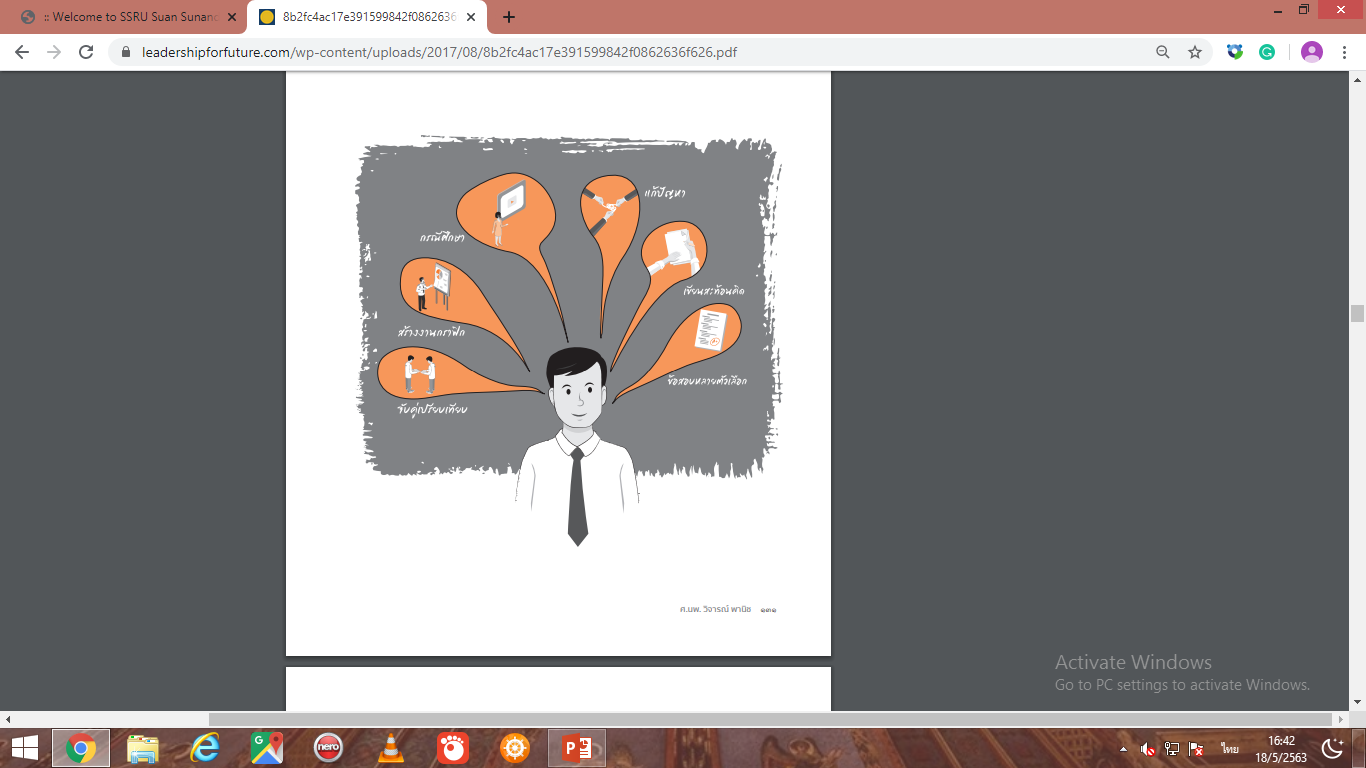 :: Welcome to SSRU Suan Sunand
8b2fc4ac17e391599842f0862636
leadershipforfuture.com/wp-content/uploads/2017/08/8b2fc4ac17e391599842f0862636f626.pdf
แก้ปัญหา
กรณีศึกษา
เขียนสะท้อนคิด
สร้างงานกราฟิก
ข้อสอบหลายตัวเลือก
จับคู่เปรียบเทียบ
ศ.นพ. วิจารณ์ พานิช ๑๓๑
Activate Windows
Go to PC settings to activate Windows.
nero
ไทย
16:42
18/5/2563